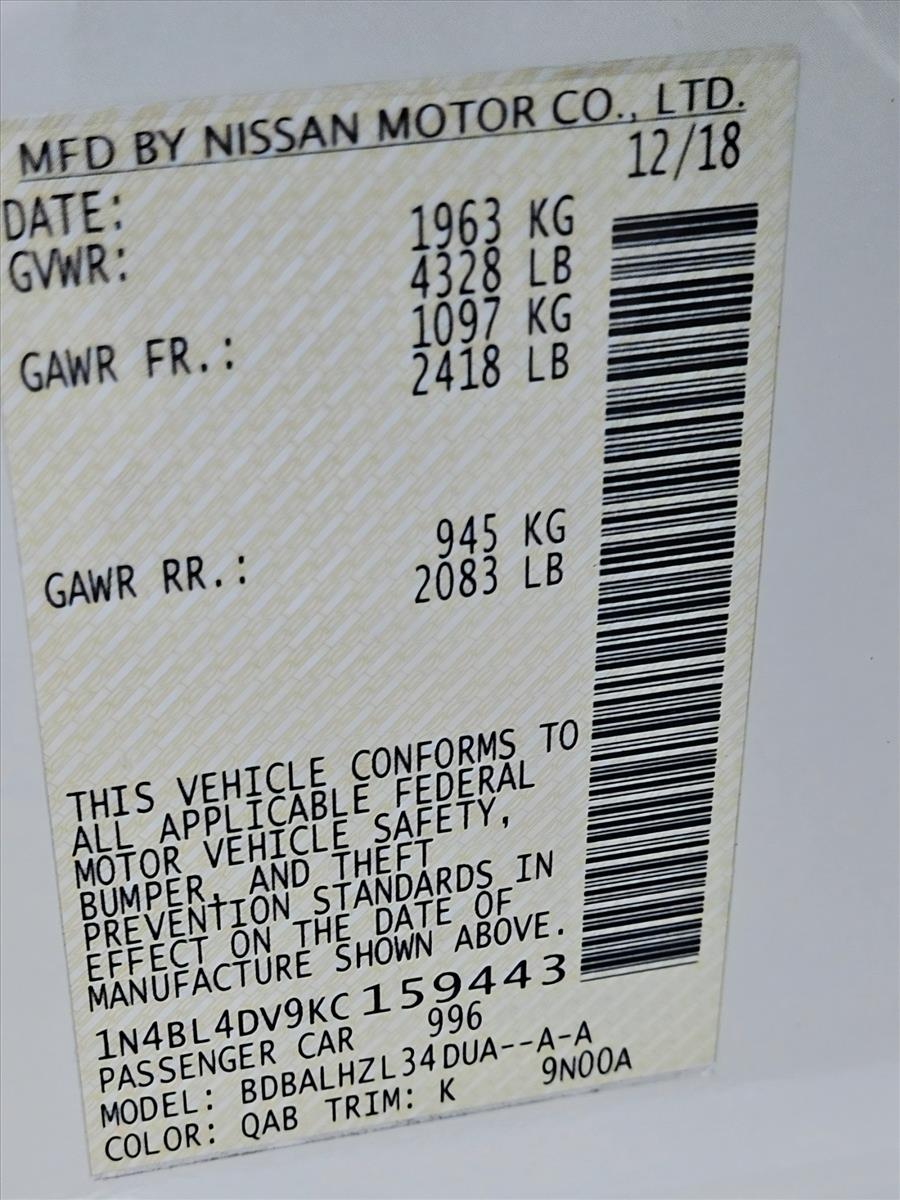 MFD BY NISSAN MOTOR CO., LTD.
DATE: 12/18
GVWR: 1963 KG
4328 LB
GAWR FR.: 1097 KG
2418 LB
GAWR RR.: 945 KG
2083 LB
THIS VEHICLE CONFORMS TO
ALL APPLICABLE FEDERAL
MOTOR VEHICLE SAFETY,
BUMPER, AND THEFT
PREVENTION STANDARDS IN
EFFECT ON THE DATE OF
MANUFACTURE SHOWN ABOVE.
1N4BL4DV9KC159443
PASSENGER CAR 996
MODEL: BDBALHZL34DUA--A-A
COLOR: QAB TRIM: K 9N00A